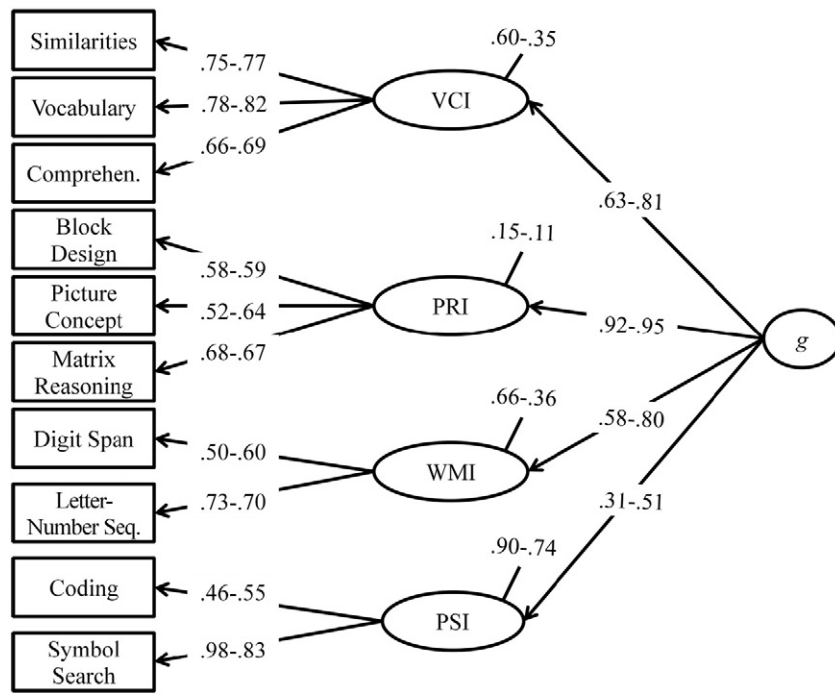 Similarities
Vocabulary
Comprehen.
Block
Design
Picture
Concept
Matrix
Reasoning
Digit Span
Letter-
Number Seq.
Coding
Symbol
Search
.75-.77
.78-.82
.66-.69
.58-.59
.52-.64
.68-.67
.50-.60
.73-.70
.46-.55
.98-.83
VCI
PRI
WMI
PSI
.60-.35
.15-.11
.66-.36
.90-.74
.63-.81
.92-.95
.58-.80
.31-.51
g